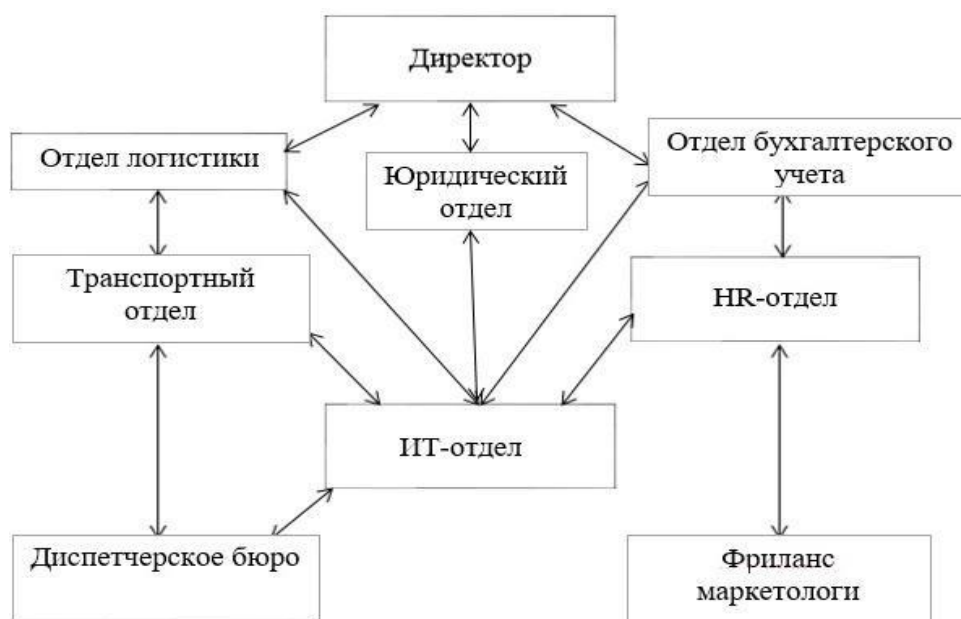 Директор
Отдел логистики
Юридический
отдел
Отдел бухгалтерского
учета
Транспортный
отдел
HR-отдел
ИТ-отдел
Диспетчерское бюро
Фриланс
маркетологи